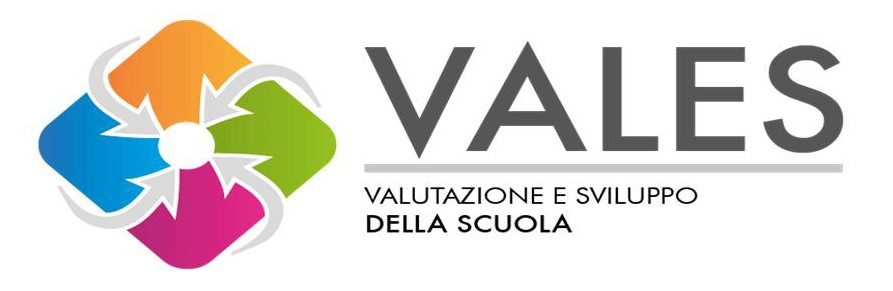 VALES
VALUTAZIONE E SVILUPPO
DELLA SCUOLA